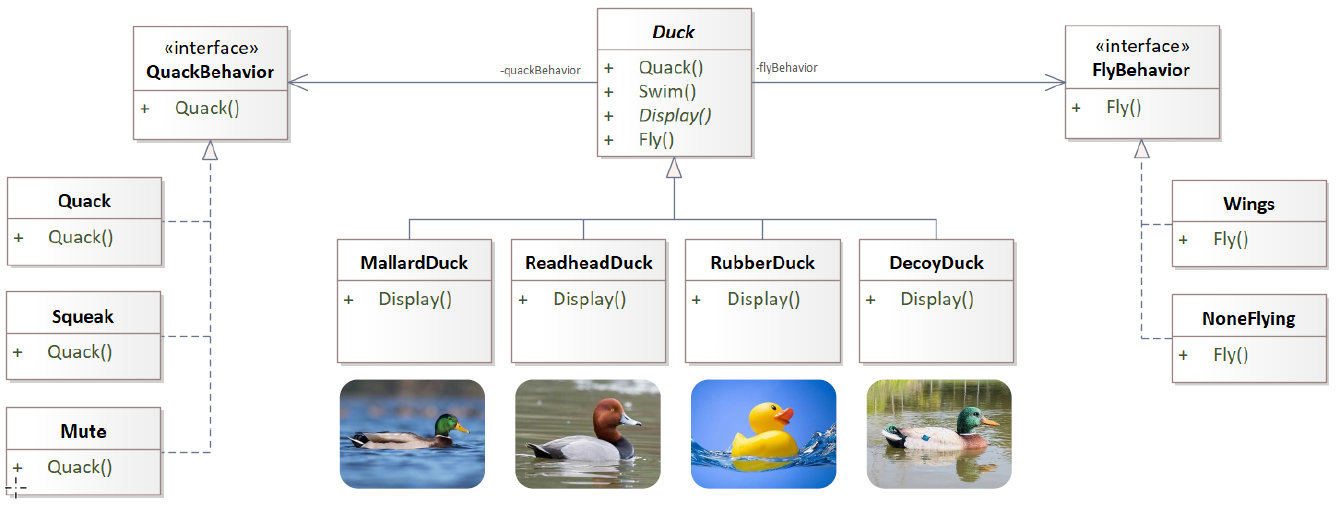 «interface»
QuackBehavior
+ Quack()
-quackBehavior
Duck
+ Quack()
+ Swim()
+ Display()
+ Fly()
-flyBehavior
«interface»
FlyBehavior
+ Fly()
Quack
+ Quack()
Squeak
+ Quack()
Mute
+ Quack()
MallardDuck
+ Display()
ReadheadDuck
+ Display()
RubberDuck
+ Display()
DecoyDuck
+ Display()
Wings
+ Fly()
NoneFlying
+ Fly()